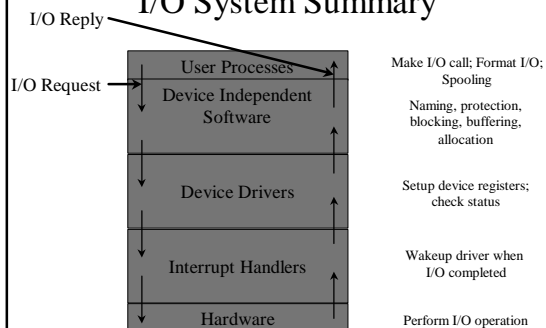 I/O System Summary
I/O Reply
I/O Request
User Processes
Make I/O call; Format I/O;
Spooling
Device Independent
Software
Naming, protection,
blocking, buffering,
allocation
Device Drivers
Setup device registers;
check status
Interrupt Handlers
Wakeup driver when
I/O completed
Hardware
Perform I/O operation